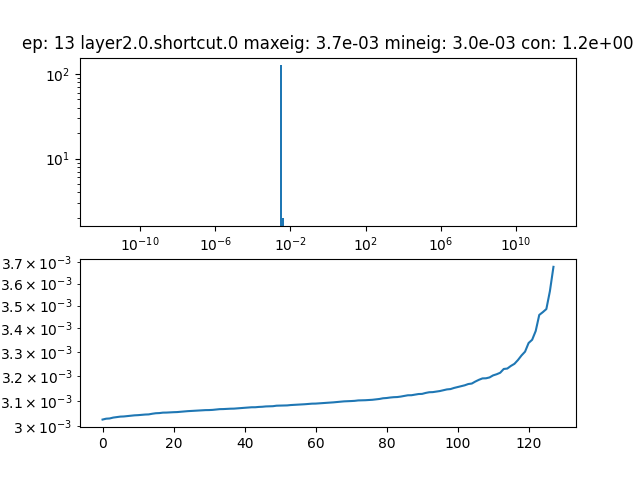 ep: 13 layer2.0.shortcut.0 maxeig: 3.7e-03 mineig: 3.0e-03 con: 1.2e+00
10²
10¹
10⁻¹⁰ 10⁻⁶ 10⁻² 10² 10⁶ 10¹⁰
3.7 × 10⁻³
3.6 × 10⁻³
3.5 × 10⁻³
3.4 × 10⁻³
3.3 × 10⁻³
3.2 × 10⁻³
3.1 × 10⁻³
3 × 10⁻³
0 20 40 60 80 100 120